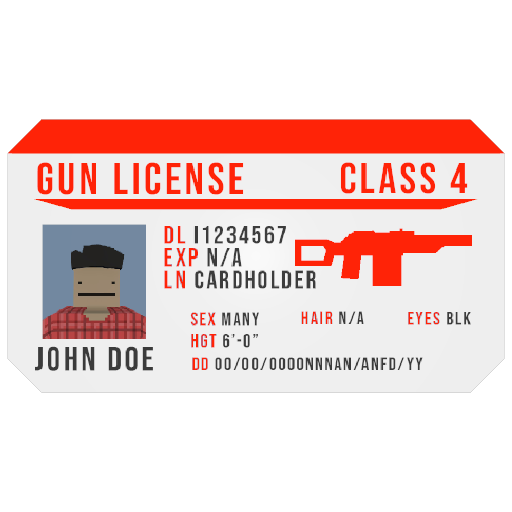 GUN LICENSE CLASS 4
DL I1234567
EXP N/A
LN CARDHOLDER
SEX MANY HAIR N/A EYES BLK
HGT 6'-0"
DD 00/00/0000NNNAN/ANFD/YY
JOHN DOE